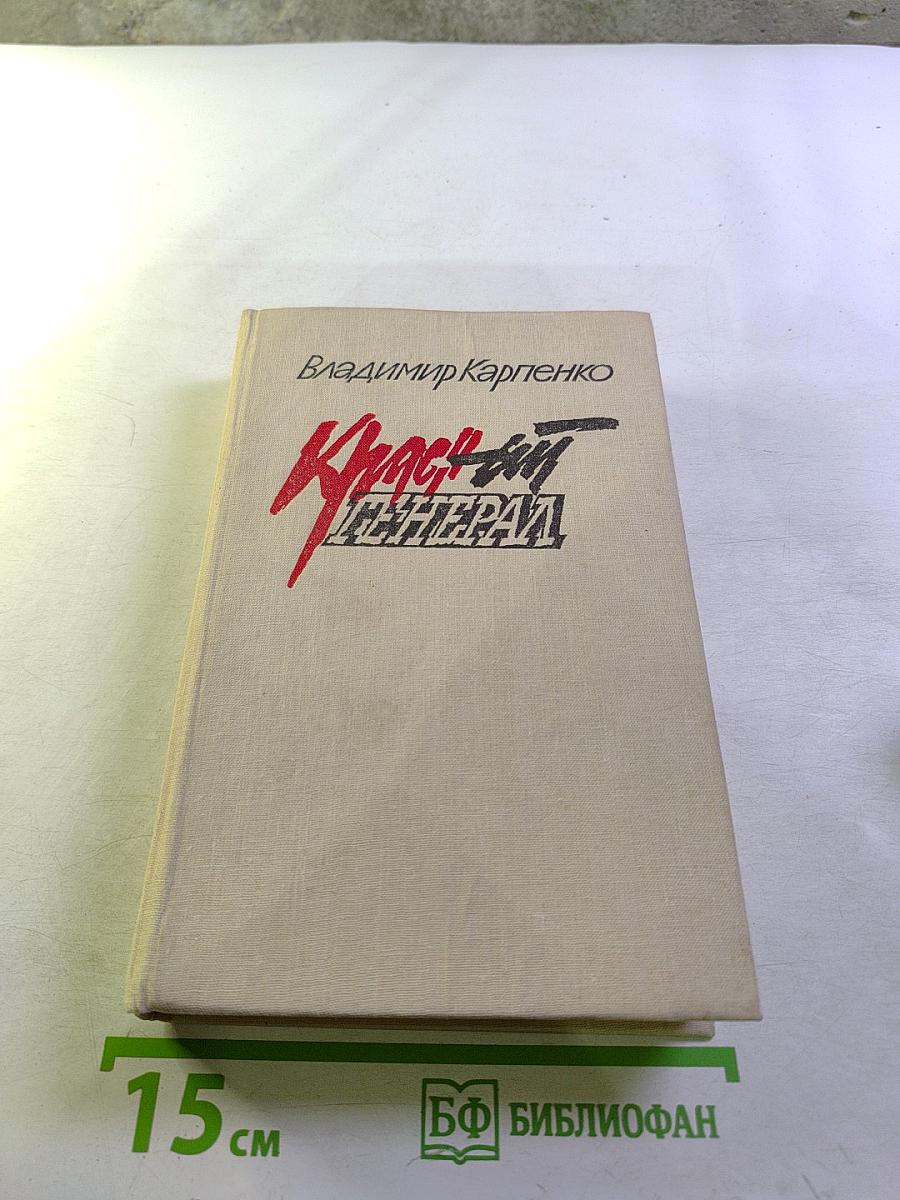 Владимир Карпенко
Красный
ГЕНЕРАЛ
15 см
БФ БИБЛИОФАН